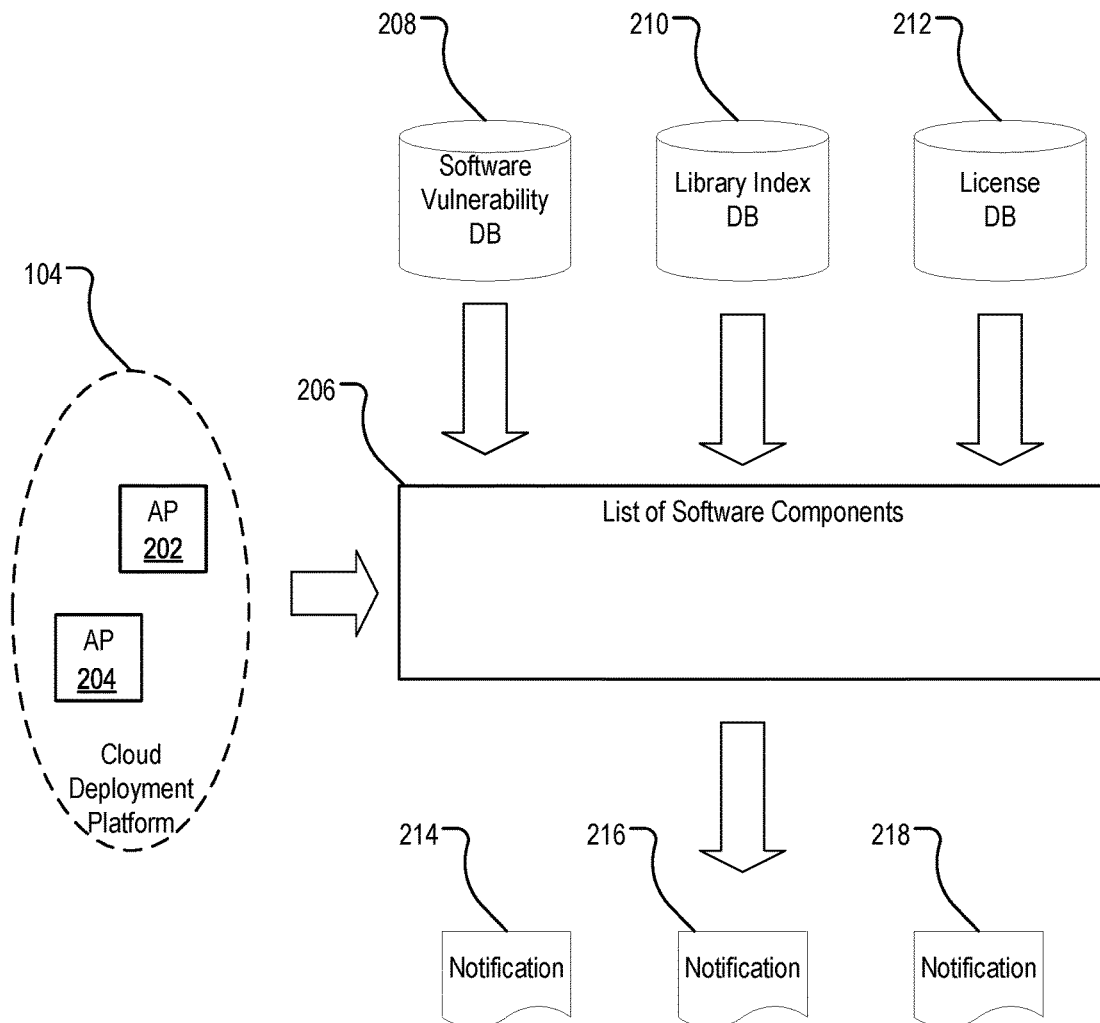 208
210
212
Software
Vulnerability
DB
Library Index
DB
License
DB
104
206
List of Software Components
AP
202
AP
204
Cloud
Deployment
Platform
214
216
218
Notification
Notification
Notification